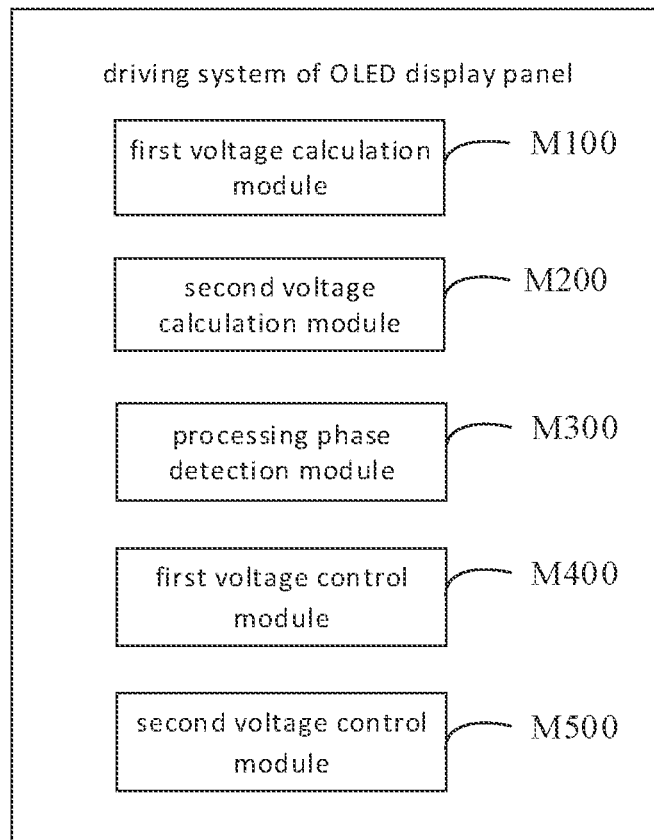 driving system of OLED display panel
first voltage calculation
module
M100
second voltage
calculation module
M200
processing phase
detection module
M300
first voltage control
module
M400
second voltage control
module
M500